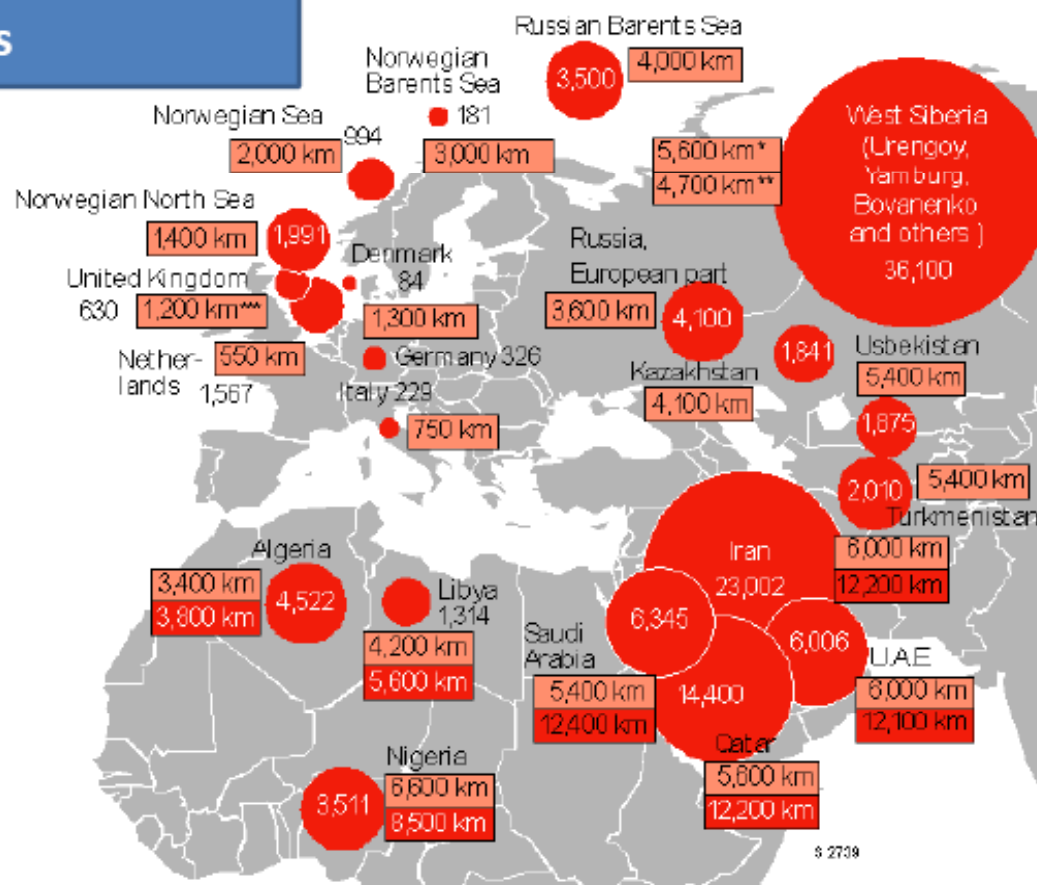 s
Russian Barents Sea
3,500
4,000 km
Norwegian
Barents Sea
181
3,000 km
Norwegian Sea
994
2,000 km
West Siberia
(Urengoy,
Yamburg,
Bovanenko
and others )
36,100
5,600 km*
4,700 km**
Norwegian North Sea
1,991
1,400 km
Denmark
84
1,300 km
United Kingdom
630
1,200 km***
Nether-
lands
1,567
550 km
Germany 326
Italy 229
750 km
Russia,
European part
3,600 km
4,100
Kazakhstan
4,100 km
1,841
Usbekistan
5,400 km
1,875
2,010
5,400 km
Turkmenistan
Iran
23,002
6,000 km
12,200 km
Algeria
3,400 km
3,800 km
4,522
Libya
1,314
4,200 km
5,600 km
Saudi
Arabia
6,345
5,400 km
12,400 km
6,006
U.A.E
6,000 km
12,100 km
14,400
Qatar
5,600 km
12,200 km
Nigeria
3,511
6,600 km
8,500 km
S 2739